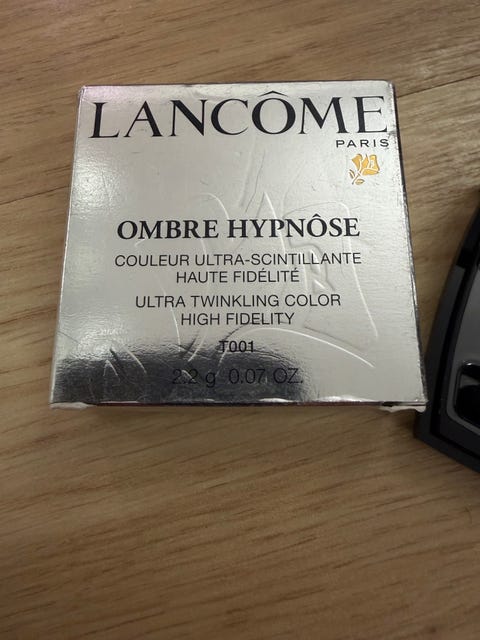 LANCÔME
PARIS
OMBRE HYPNÔSE
COULEUR ULTRA-SCINTILLANTE
HAUTE FIDÉLITÉ
ULTRA TWINKLING COLOR
HIGH FIDELITY
T001
2.2 g 0.07 OZ.